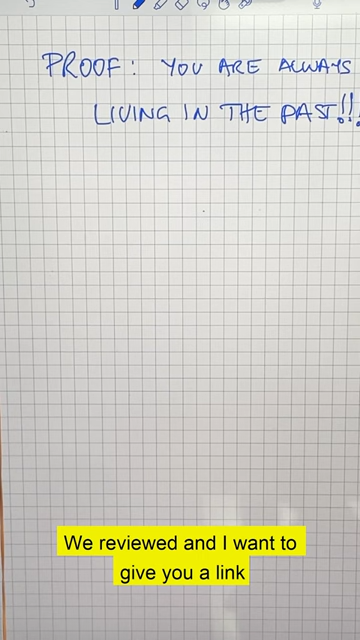 PROOF: YOU ARE ALWAYS
LIVING IN THE PAST!!!
We reviewed and I want to
give you a link